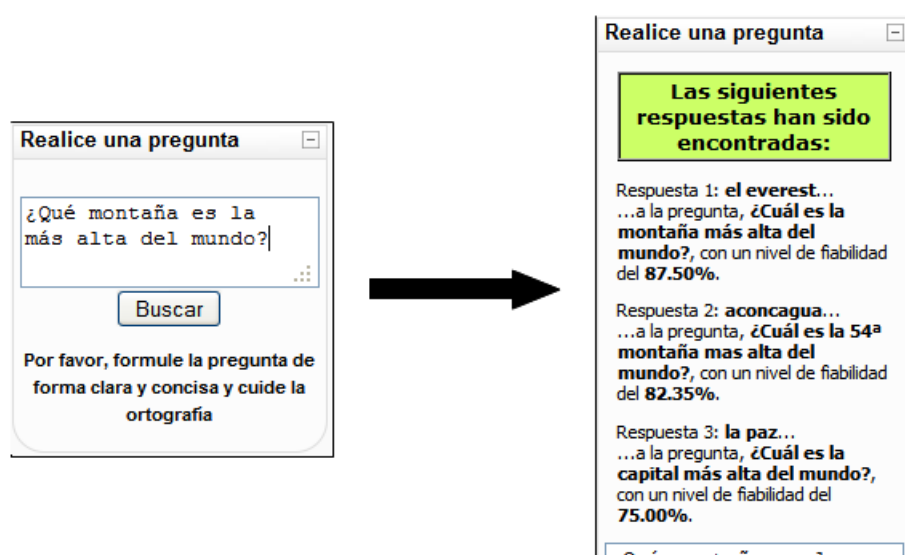 Realice una pregunta
¿Qué montaña es la
más alta del mundo?
Buscar
Por favor, formule la pregunta de
forma clara y concisa y cuide la
ortografía
Realice una pregunta
Las siguientes
respuestas han sido
encontradas:
Respuesta 1: el everest...
...a la pregunta, ¿Cuál es la
montaña más alta del
mundo?, con un nivel de fiabilidad
del 87.50%.
Respuesta 2: aconcagua...
...a la pregunta, ¿Cuál es la 54ª
montaña mas alta del
mundo?, con un nivel de fiabilidad
del 82.35%.
Respuesta 3: la paz...
...a la pregunta, ¿Cuál es la
capital más alta del mundo?,
con un nivel de fiabilidad del
75.00%.